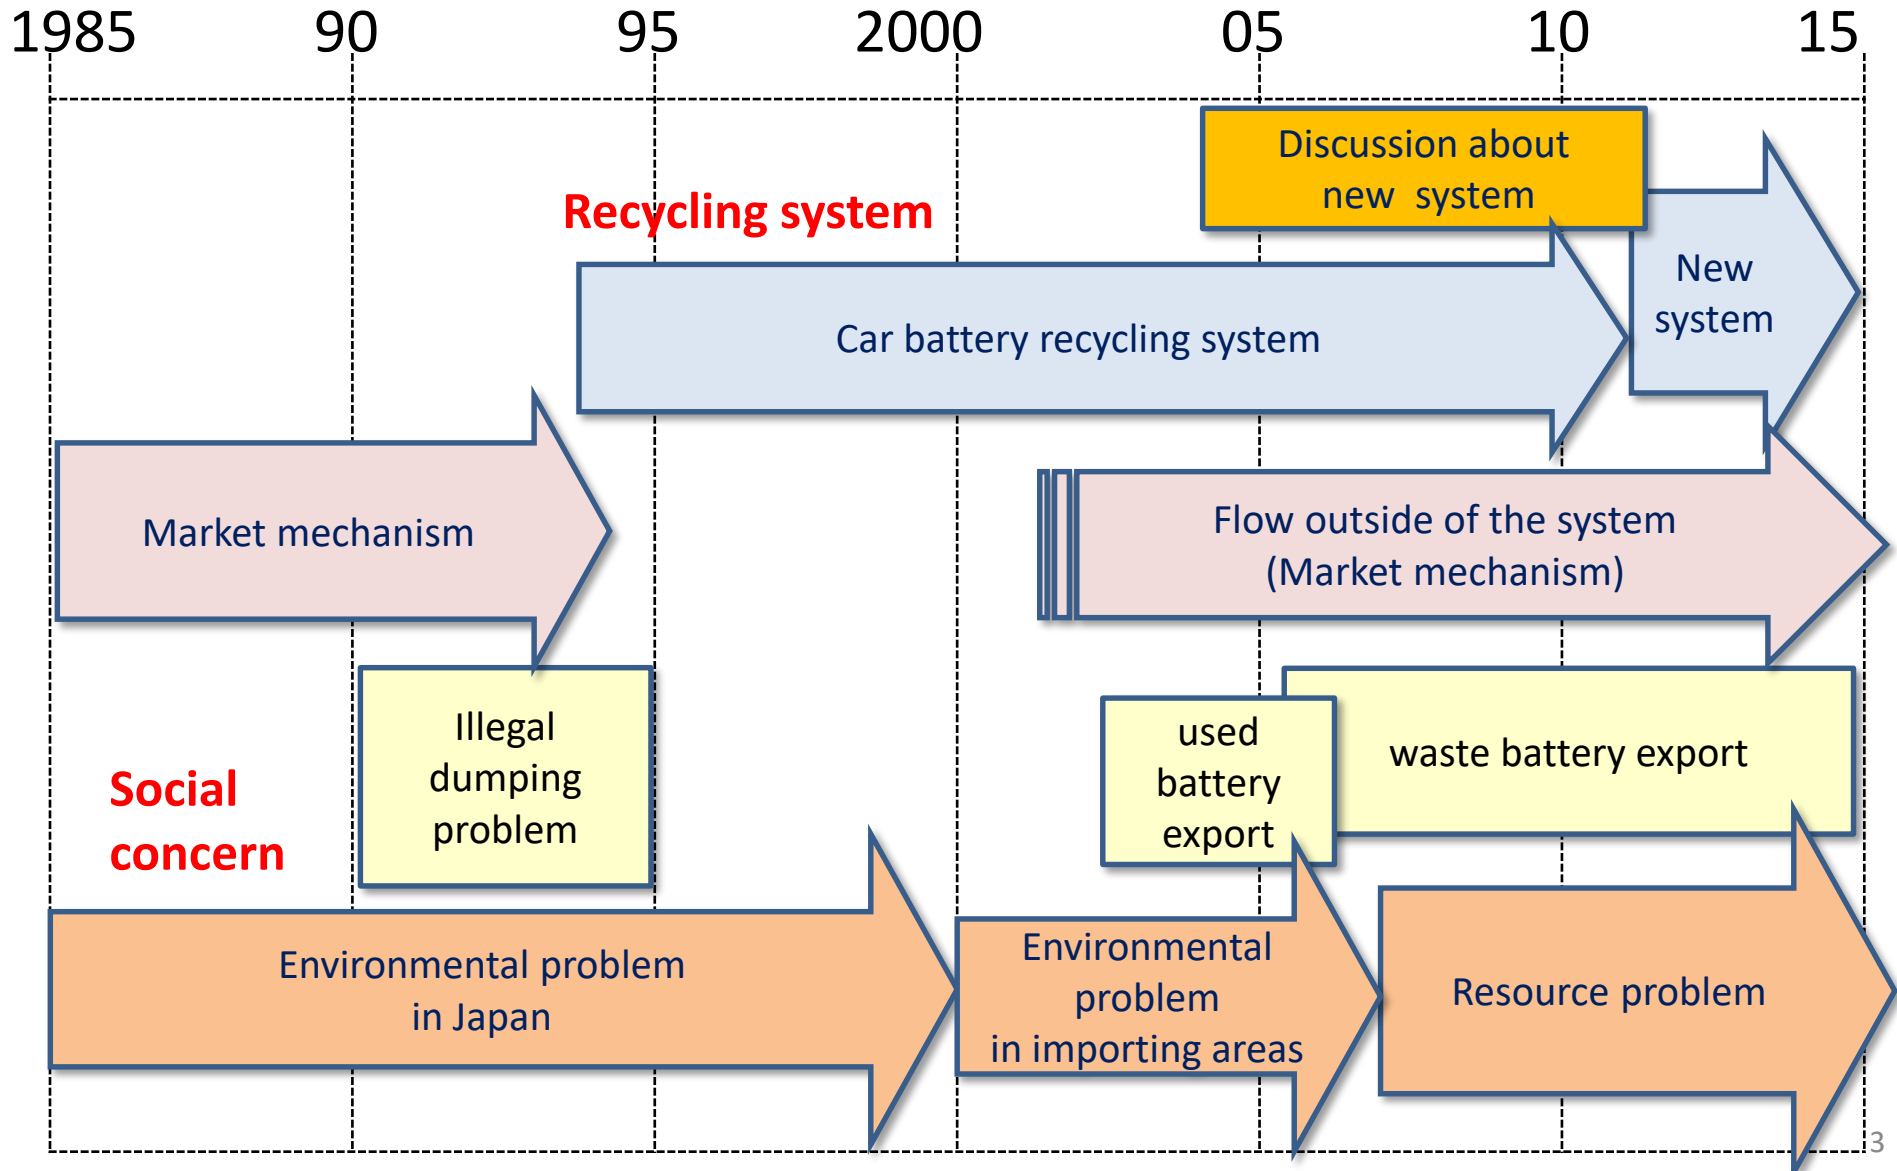 1985 90 95 2000 05 10 15
Discussion about
new system
Recycling system
New
system
Car battery recycling system
Market mechanism
Flow outside of the system
(Market mechanism)
Illegal
dumping
problem
used
battery
export
waste battery export
Social
concern
Environmental problem
in Japan
Environmental
problem
in importing areas
Resource problem
3